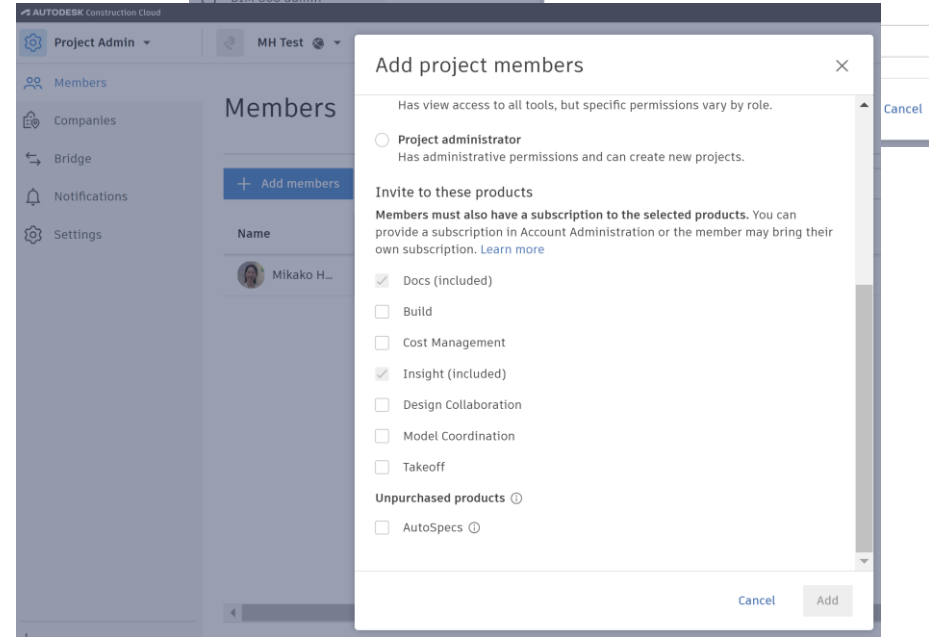 BIM 360 admin
AUTODESK Construction Cloud
Project Admin
MH Test
Members
Companies
Bridge
Notifications
Settings
Members
+ Add members
Name
Mikako H...
Add project members
Has view access to all tools, but specific permissions vary by role.
Project administrator
Has administrative permissions and can create new projects.
Invite to these products
Members must also have a subscription to the selected products. You can
provide a subscription in Account Administration or the member may bring their
own subscription. Learn more
Docs (included)
Build
Cost Management
Insight (included)
Design Collaboration
Model Coordination
Takeoff
Unpurchased products
AutoSpecs
Cancel
Add
Cancel